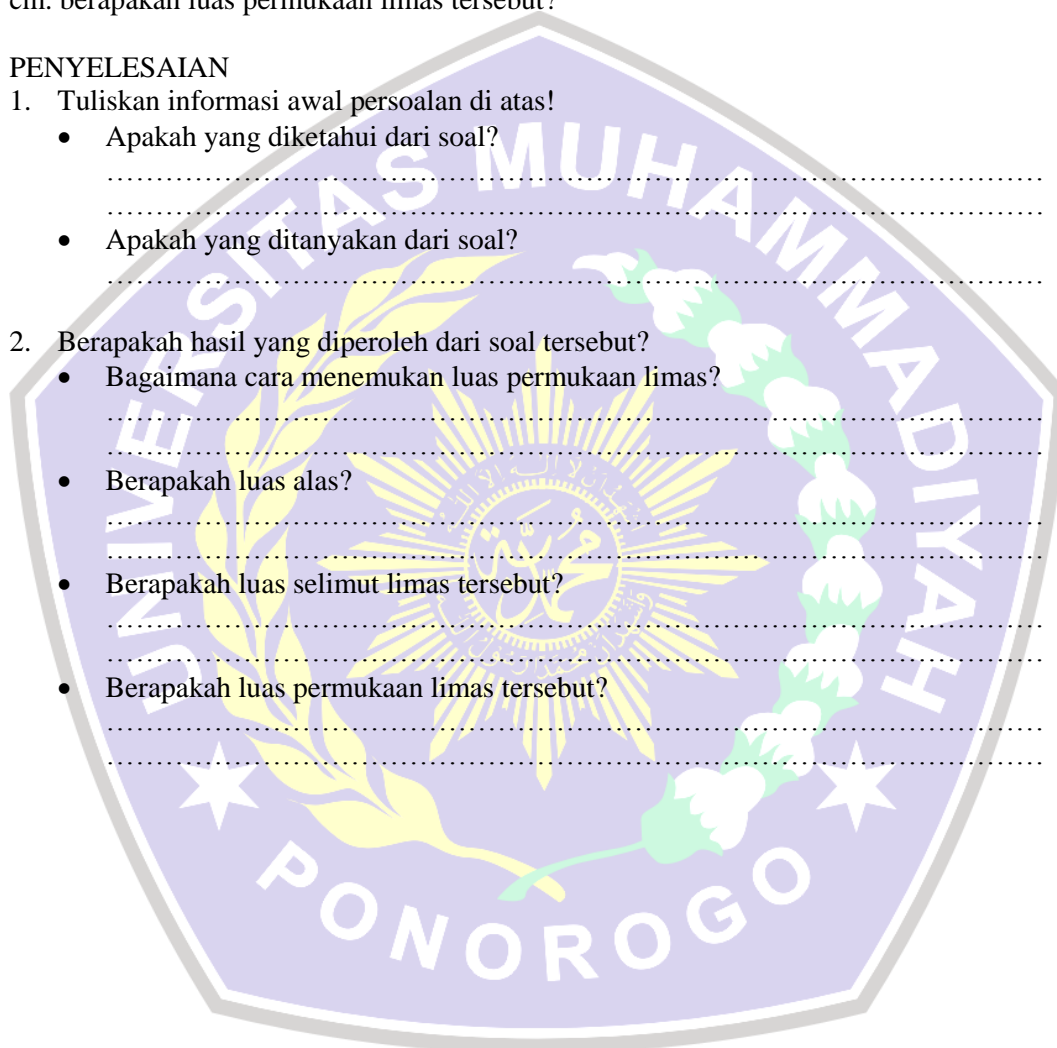 cm. berapakah luas permukaan limas tersebut?
PENYELESAIAN
1. Tuliskan informasi awal persoalan di atas!
• Apakah yang diketahui dari soal?
……………………………………………………………………………………
……………………………………………………………………………………
• Apakah yang ditanyakan dari soal?
……………………………………………………………………………………
2. Berapakah hasil yang diperoleh dari soal tersebut?
• Bagaimana cara menemukan luas permukaan limas?
……………………………………………………………………………………
……………………………………………………………………………………
• Berapakah luas alas?
……………………………………………………………………………………
……………………………………………………………………………………
• Berapakah luas selimut limas tersebut?
……………………………………………………………………………………
……………………………………………………………………………………
• Berapakah luas permukaan limas tersebut?
……………………………………………………………………………………
……………………………………………………………………………………
UNIVERSITAS MUHAMMADIYAH
PONOROGO